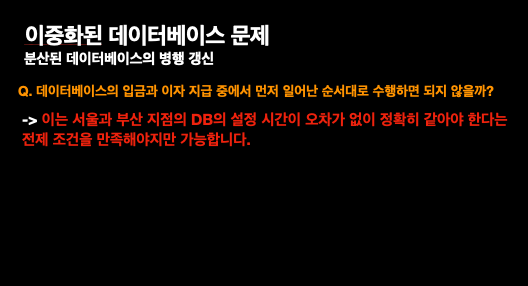 이중화된 데이터베이스 문제
분산된 데이터베이스의 병행 갱신
Q. 데이터베이스의 입금과 이자 지급 중에서 먼저 일어난 순서대로 수행하면 되지 않을까?
-> 이는 서울과 부산 지점의 DB의 설정 시간이 오차가 없이 정확히 같아야 한다는
전제 조건을 만족해야지만 가능합니다.